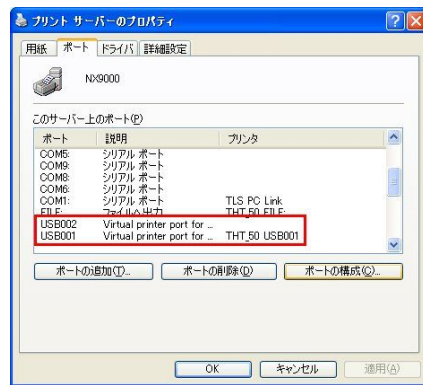 プリント サーバーのプロパティ
用紙 ポート ドライバ 詳細設定
NX9000
このサーバー上のポート(P)
ポート 説明 プリンタ
COM5: シリアル ポート
COM9: シリアル ポート
COM8: シリアル ポート
COM6: シリアル ポート
COM1: シリアル ポート TLS PC Link
FILE: ファイルへ出力 THT_50 FILE:
USB002 Virtual printer port for ...
USB001 Virtual printer port for ... THT_50 USB001
ポートの追加(T)... ポートの削除(D) ポートの構成(C)...
OK キャンセル 適用(A)